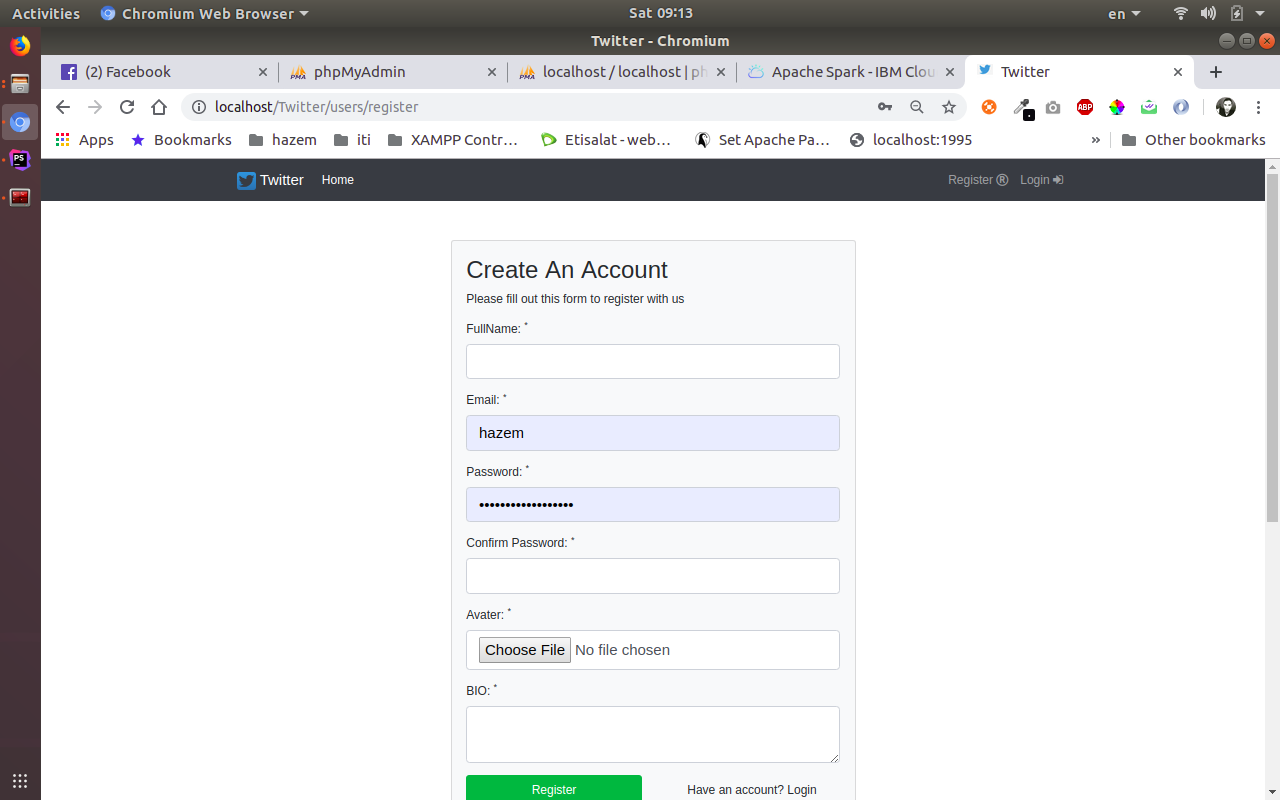 Activities Chromium Web Browser Sat 09:13 en
Twitter - Chromium
(2) Facebook phpMyAdmin localhost / localhost | ph Apache Spark - IBM Clou Twitter
localhost/Twitter/users/register ABP
Apps Bookmarks hazem iti XAMPP Contr… Etisalat - web… Set Apache Pa… localhost:1995 » Other bookmarks
Twitter Home Register ® Login
Create An Account
Please fill out this form to register with us
FullName: *
Email: *
hazem
Password: *
••••••••••••••••••
Confirm Password: *
Avater: *
Choose File No file chosen
BIO: *
Register Have an account? Login